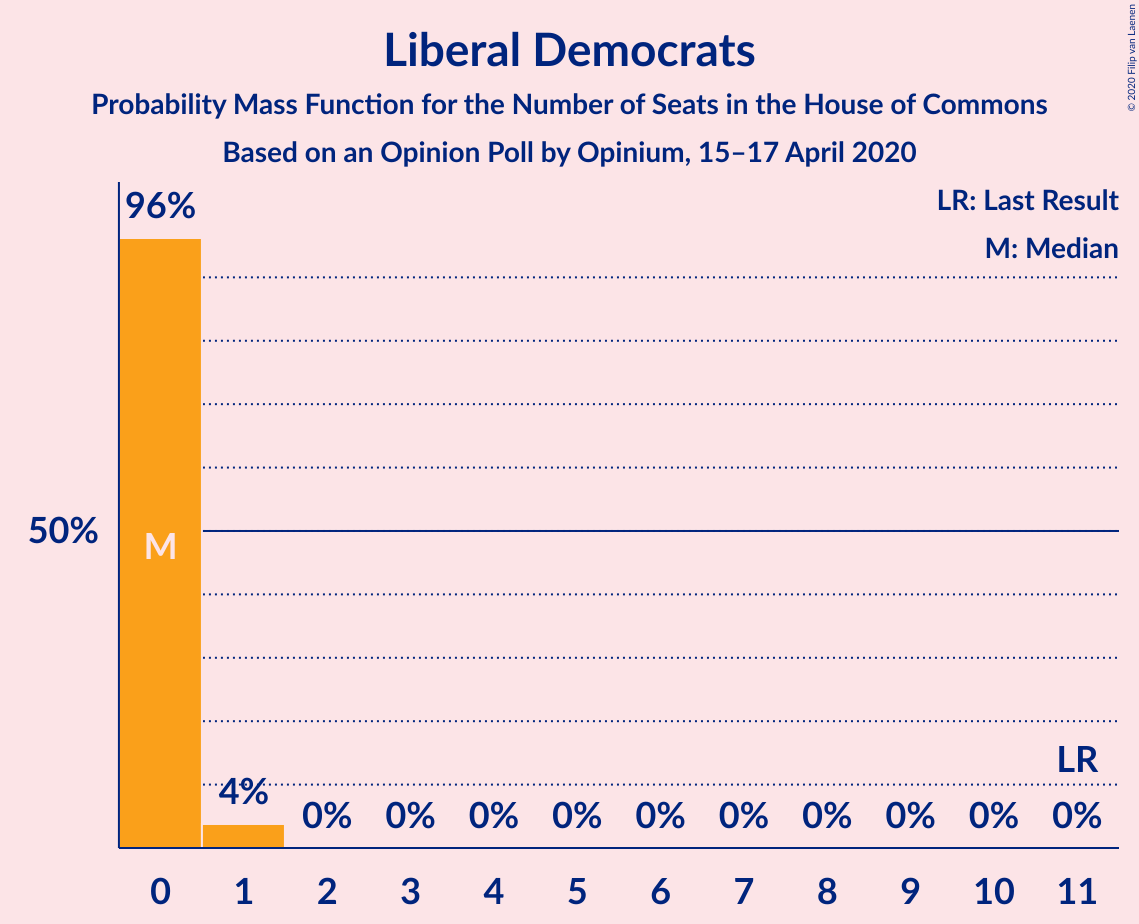 Liberal Democrats
Probability Mass Function for the Number of Seats in the House of Commons
Based on an Opinion Poll by Opinium, 15–17 April 2020
© 2020 Filip van Laenen
LR: Last Result
M: Median
96%
50%
M
LR
4%
0% 0% 0% 0% 0% 0% 0% 0% 0% 0%
0 1 2 3 4 5 6 7 8 9 10 11